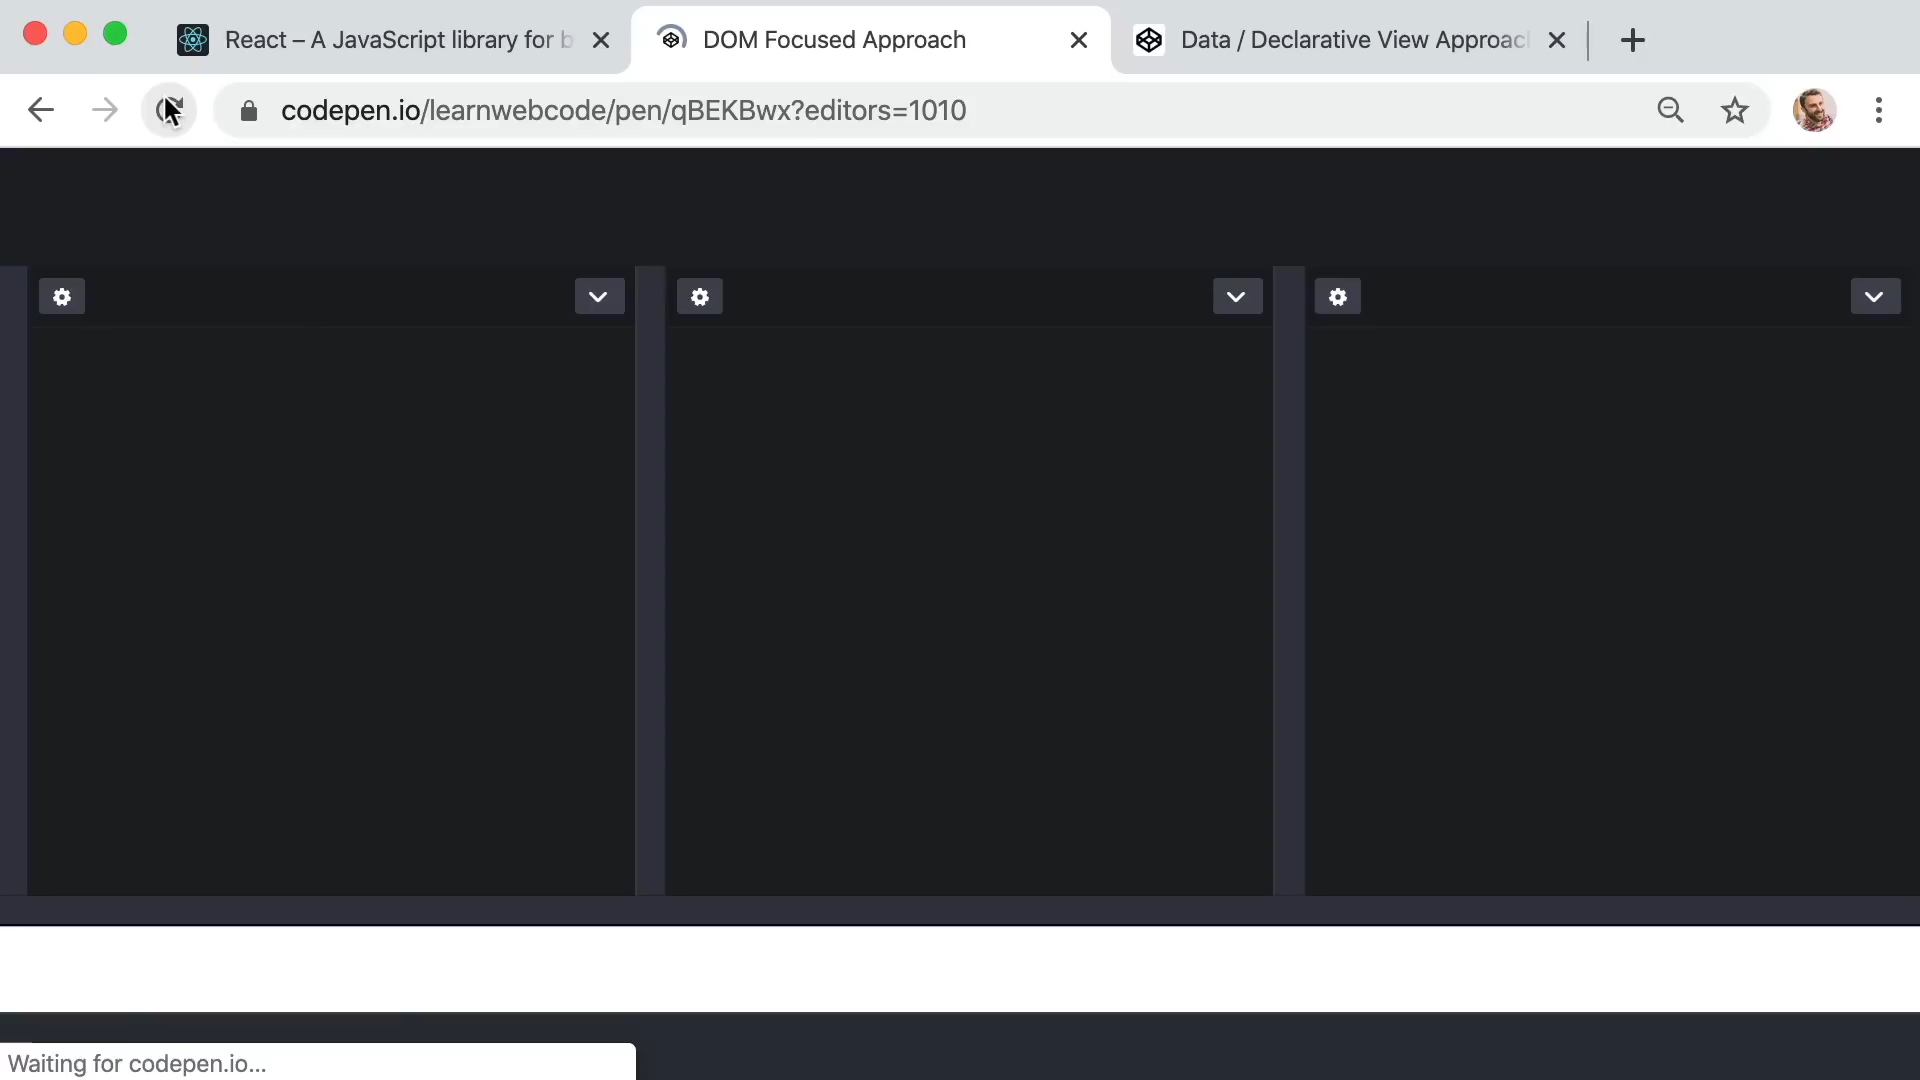 React – A JavaScript library for b
DOM Focused Approach
Data / Declarative View Approac
codepen.io/learnwebcode/pen/qBEKBwx?editors=1010
Waiting for codepen.io...